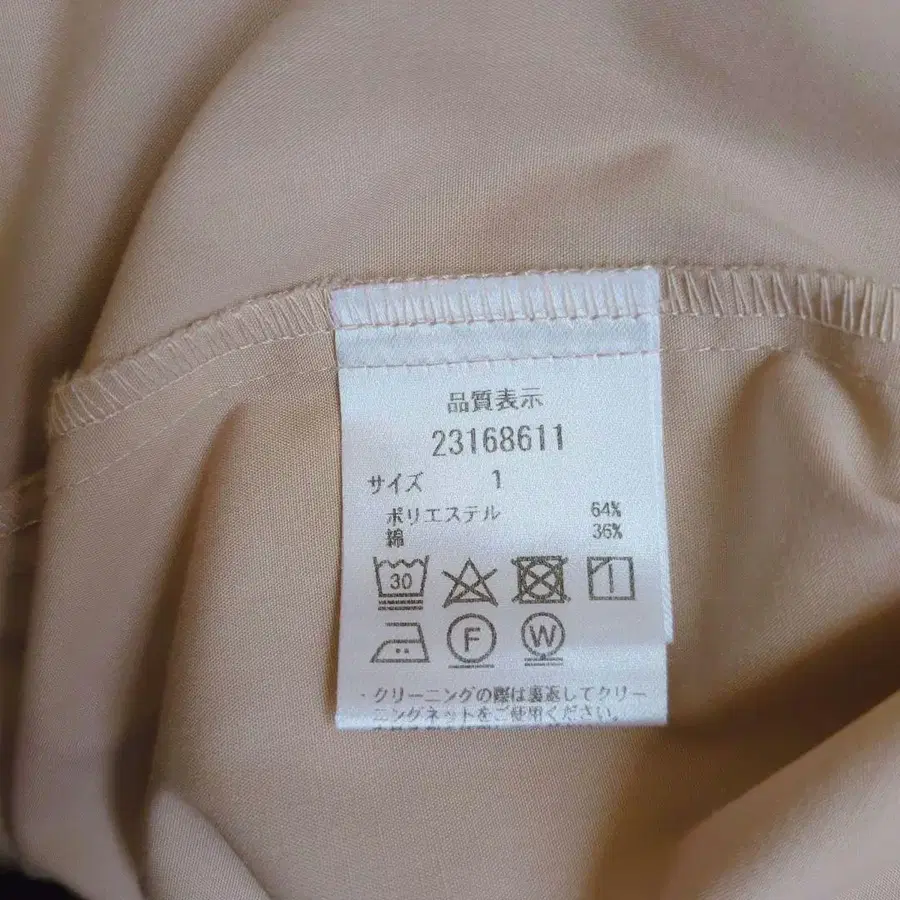 品質表示
23168611
サイズ 1
ポリエステル 64%
綿 36%
30
F W
・クリーニングの際は裏返してクリー
ニングネットをご使用ください。